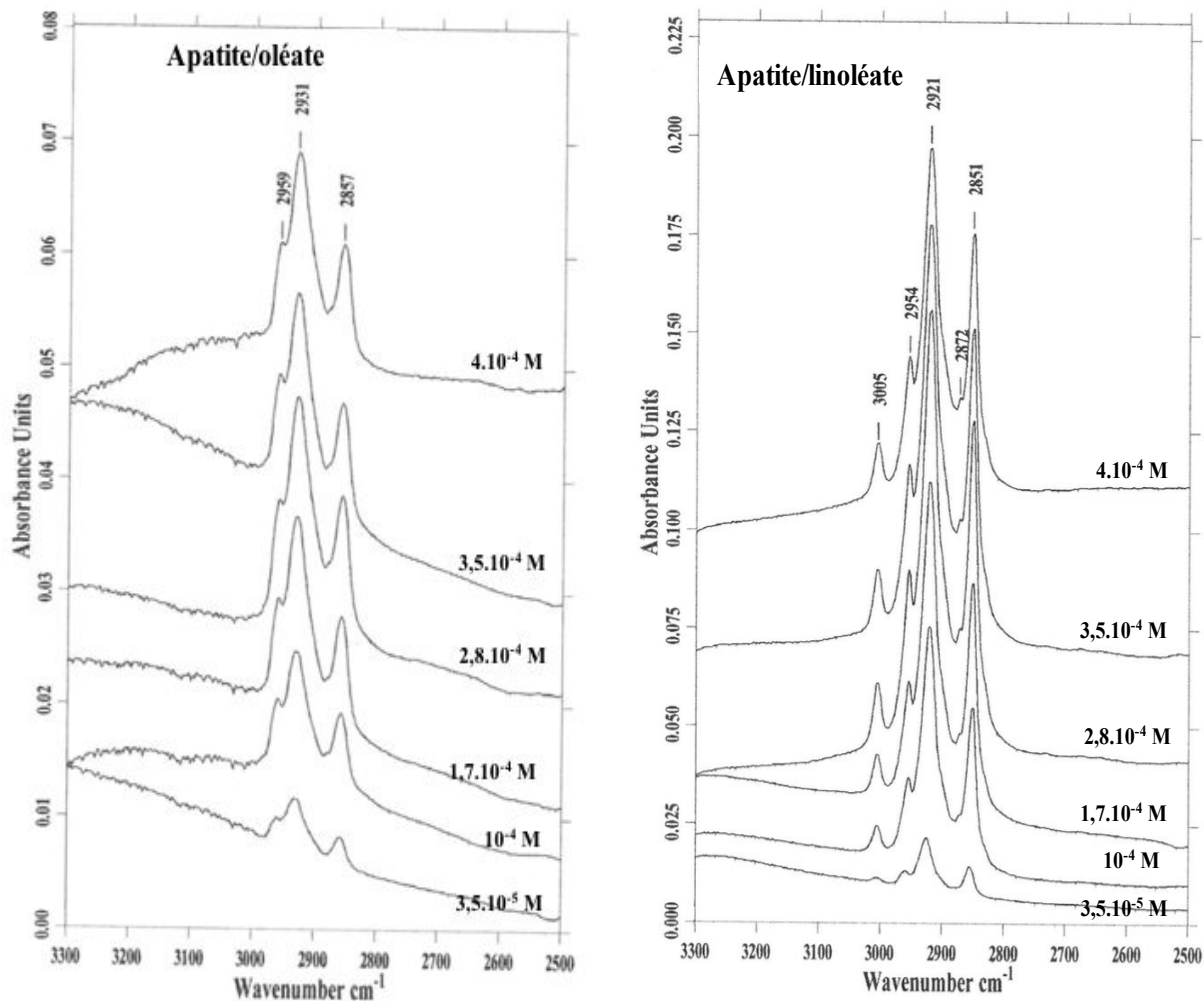 Apatite/oléate
0.08
0.07
0.06
0.05
0.04
0.03
0.02
0.01
0.00
Absorbance Units
2959
2931
2857
4.10-4 M
3,5.10-4 M
2,8.10-4 M
1,7.10-4 M
10-4 M
3,5.10-5 M
3300 3200 3100 3000 2900 2800 2700 2600 2500
Wavenumber cm-1
Apatite/linoléate
0.225
0.200
0.175
0.150
0.125
0.100
0.075
0.050
0.025
0.000
Absorbance Units
3005
2954
2921
2872
2851
4.10-4 M
3,5.10-4 M
2,8.10-4 M
1,7.10-4 M
10-4 M
3,5.10-5 M
3300 3200 3100 3000 2900 2800 2700 2600 2500
Wavenumber cm-1